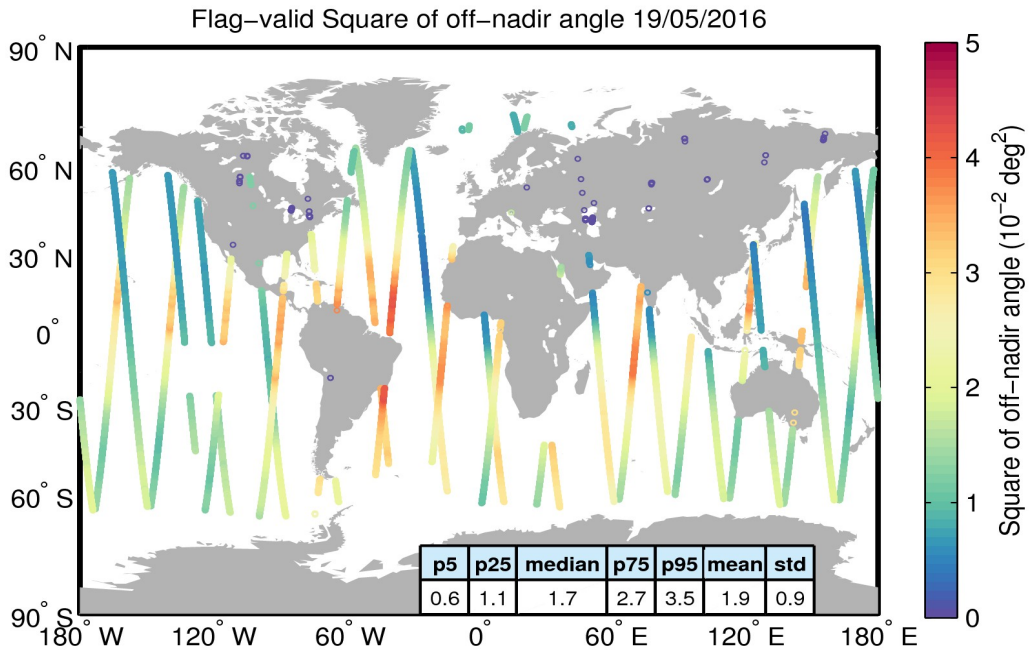 Flag−valid Square of off−nadir angle 19/05/2016
90° N
60° N
30° N
0°
30° S
60° S
90° S
180° W
120° W
60° W
0°
60° E
120° E
180° E
p5 p25 median p75 p95 mean std
0.6 1.1 1.7 2.7 3.5 1.9 0.9
5
4
3
2
1
0
Square of off−nadir angle (10⁻² deg²)